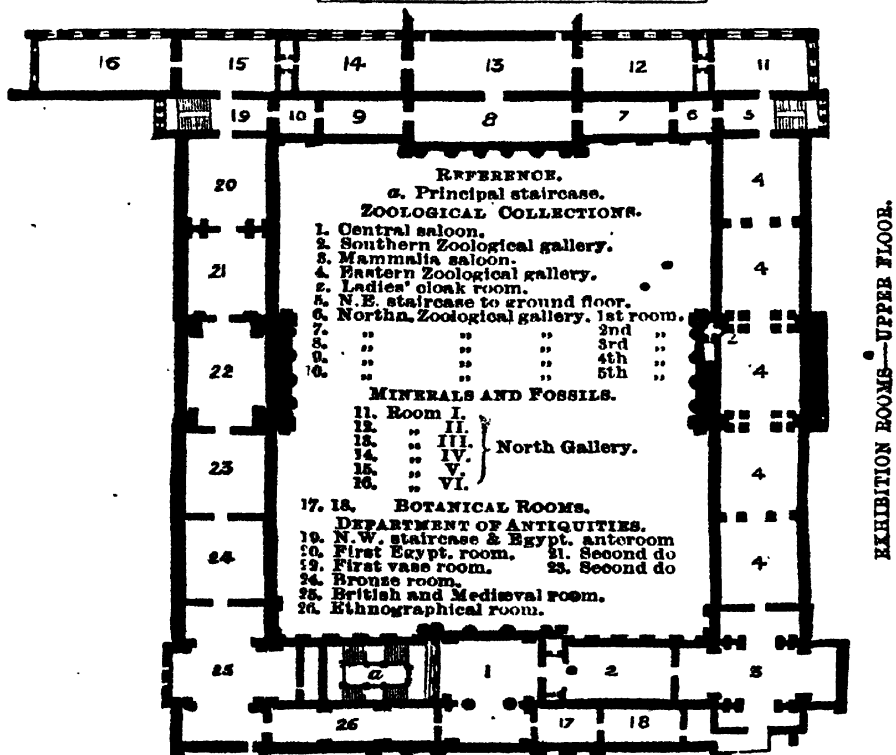 16 15 14 13 12 11
19 10 9 8 7 6 5
REFERENCE.
a. Principal staircase.
ZOOLOGICAL COLLECTIONS.
1. Central saloon.
2. Southern Zoological gallery.
3. Mammalia saloon.
4. Eastern Zoological gallery.
z. Ladies' cloak room.
5. N.E. staircase to ground floor.
6. Northn. Zoological gallery. 1st room.
7. „ „ „ 2nd „
8. „ „ „ 3rd „
9. „ „ „ 4th „
10. „ „ „ 5th „
MINERALS AND FOSSILS.
11. Room I.
12. „ II.
13. „ III.
14. „ IV.
15. „ V.
16. „ VI.
North Gallery.
17. 18. BOTANICAL ROOMS.
DEPARTMENT OF ANTIQUITIES.
19. N.W. staircase & Egypt. anteroom
20. First Egypt. room. 21. Second do
22. First vase room. 23. Second do
24. Bronze room.
25. British and Mediæval room.
26. Ethnographical room.
20
21
22
23
24
4
4
4
4
4
25 a 1 2 3
26 17 18
EXHIBITION ROOMS—UPPER FLOOR.